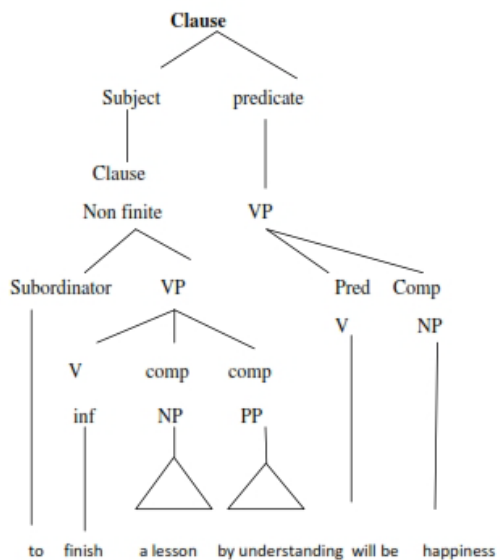 Clause
Subject predicate
Clause
Non finite VP
Subordinator VP Pred Comp
V NP
V comp comp
inf NP PP
to finish a lesson by understanding will be happiness